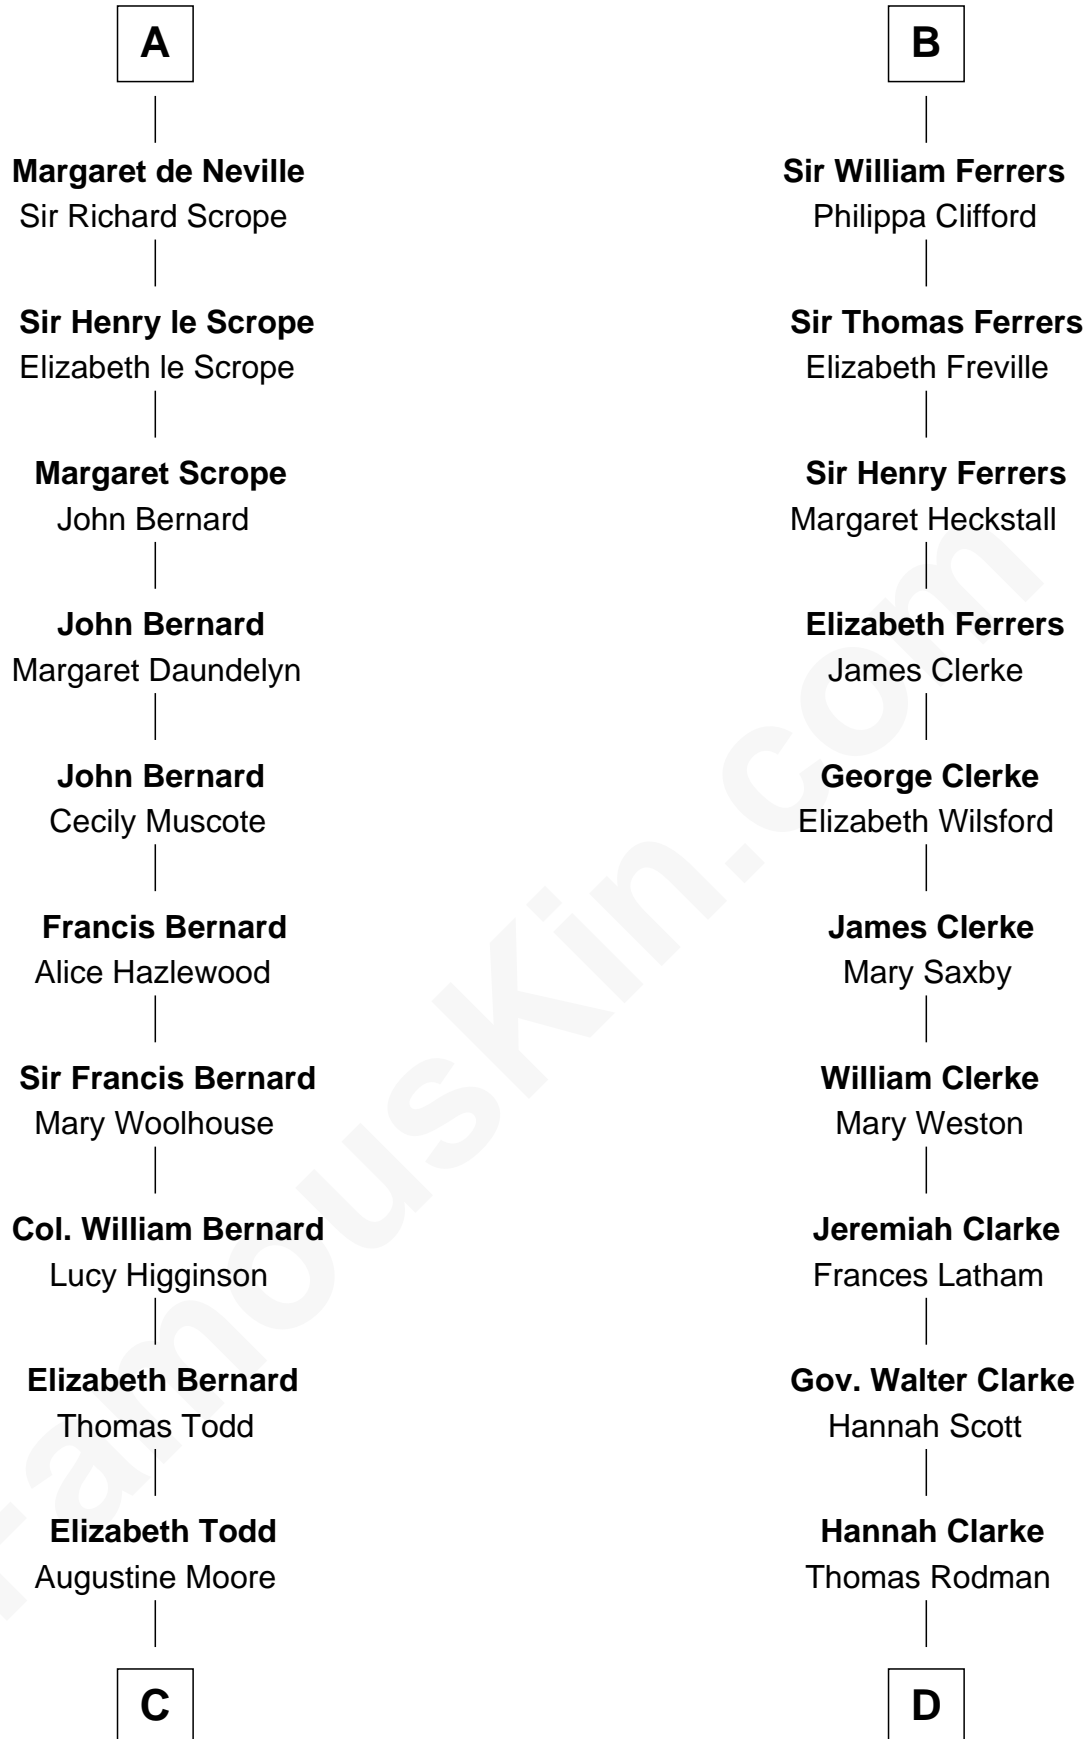 A
Margaret de Neville
Sir Richard Scrope
Sir Henry le Scrope
Elizabeth le Scrope
Margaret Scrope
John Bernard
John Bernard
Margaret Daundelyn
John Bernard
Cecily Muscote
Francis Bernard
Alice Hazlewood
Sir Francis Bernard
Mary Woolhouse
Col. William Bernard
Lucy Higginson
Elizabeth Bernard
Thomas Todd
Elizabeth Todd
Augustine Moore
C
B
Sir William Ferrers
Philippa Clifford
Sir Thomas Ferrers
Elizabeth Freville
Sir Henry Ferrers
Margaret Heckstall
Elizabeth Ferrers
James Clerke
George Clerke
Elizabeth Wilsford
James Clerke
Mary Saxby
William Clerke
Mary Weston
Jeremiah Clarke
Frances Latham
Gov. Walter Clarke
Hannah Scott
Hannah Clarke
Thomas Rodman
D
FamousKin.com